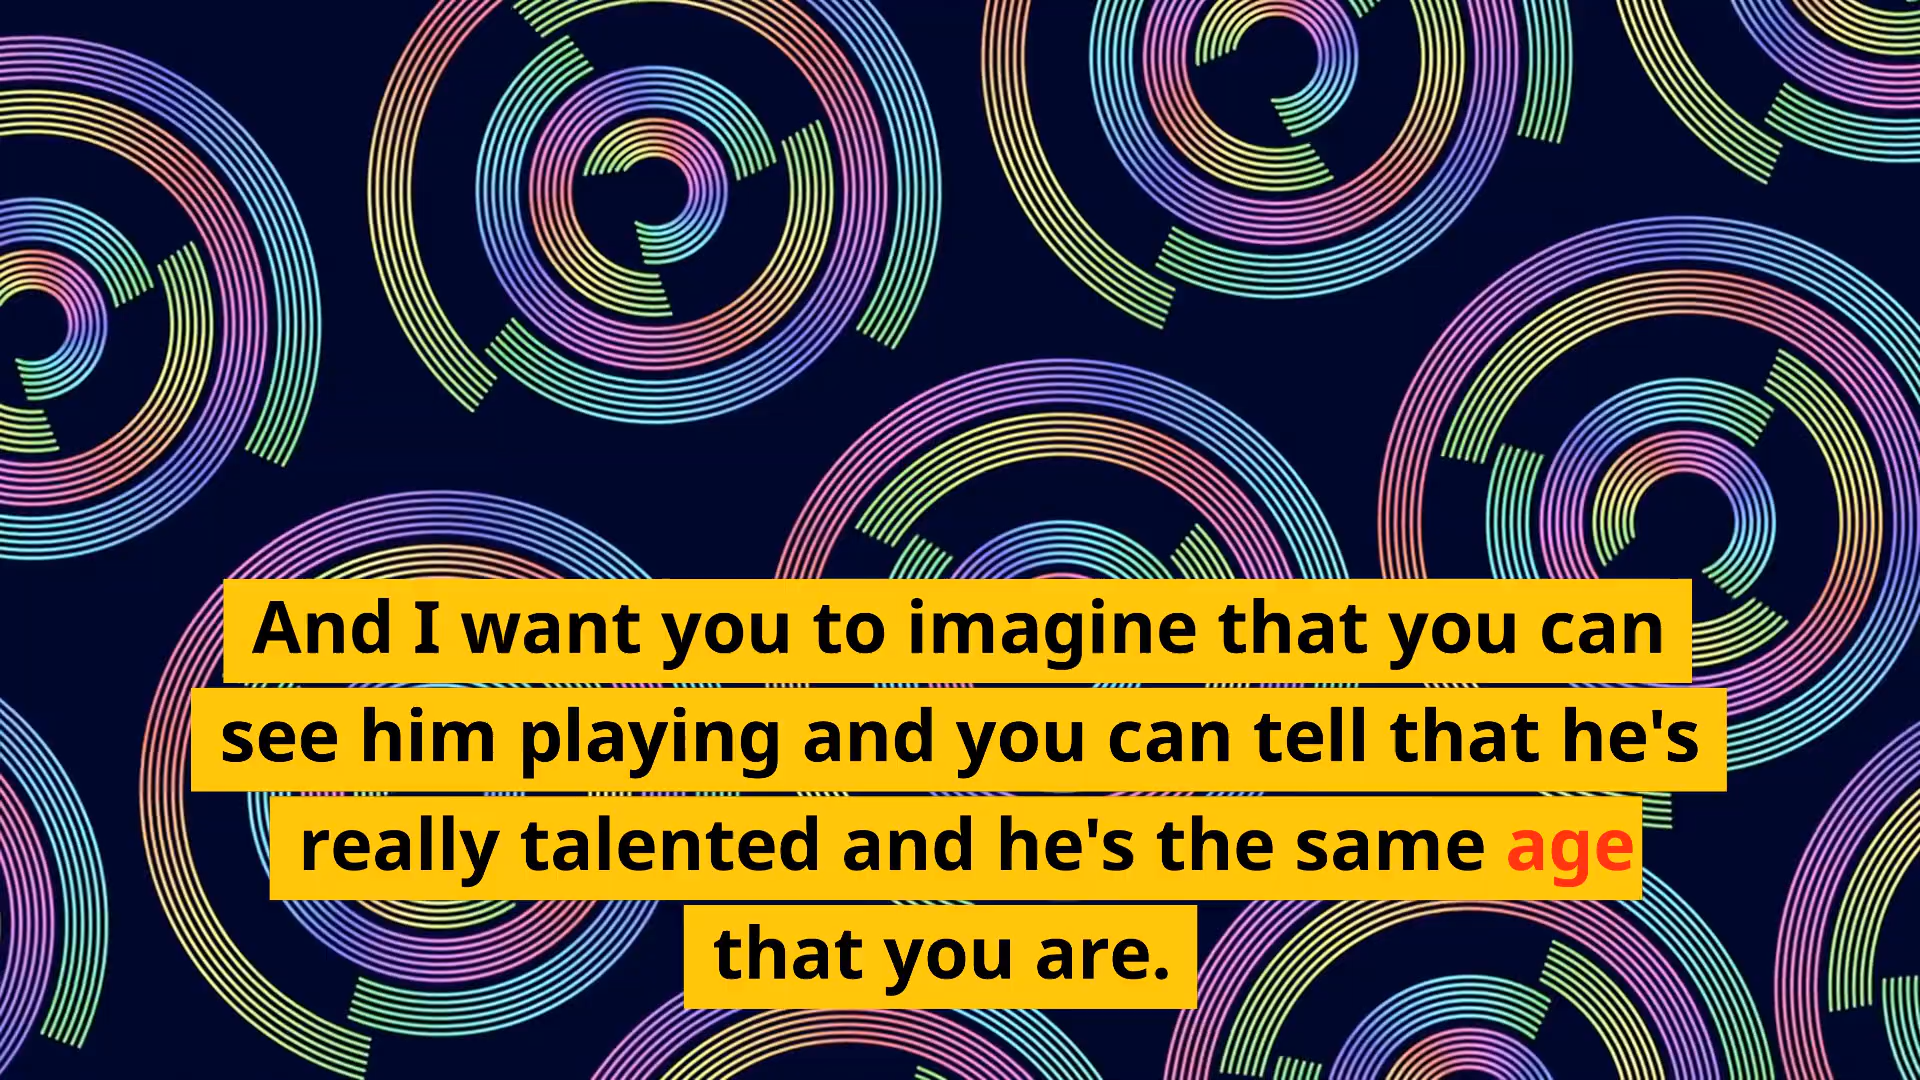 And I want you to imagine that you can
see him playing and you can tell that he's
really talented and he's the same age
that you are.